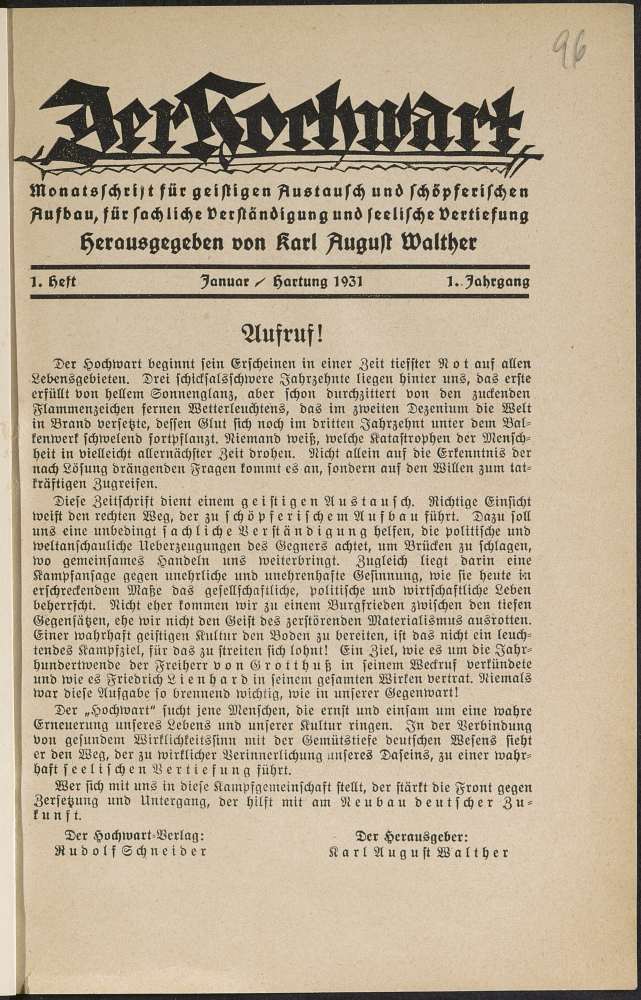 96
Der Hochwart
Monatsschrift für geistigen Austausch und schöpferischen
Aufbau, für sachliche Verständigung und seelische Vertiefung
Herausgegeben von Karl August Walther
1. Heft Januar / Hartung 1931 1. Jahrgang
Aufruf!
Der Hochwart beginnt sein Erscheinen in einer Zeit tiefster Not auf allen
Lebensgebieten. Drei schicksalsschwere Jahrzehnte liegen hinter uns, das erste
erfüllt von hellem Sonnenglanz, aber schon durchzittert von den zuckenden
Flammenzeichen fernen Wetterleuchtens, das im zweiten Dezenium die Welt
in Brand versetzte, dessen Glut sich noch im dritten Jahrzehnt unter dem Bal-
kenwerk schwelend fortpflanzt. Niemand weiß, welche Katastrophen der Mensch-
heit in vielleicht allernächster Zeit drohen. Nicht allein auf die Erkenntnis der
nach Lösung drängenden Fragen kommt es an, sondern auf den Willen zum tat-
kräftigen Zugreifen.
Diese Zeitschrift dient einem geistigen Austausch. Richtige Einsicht
weist den rechten Weg, der zu schöpferischem Aufbau führt. Dazu soll
uns eine unbedingt sachliche Verständigung helfen, die politische und
weltanschauliche Ueberzeugungen des Gegners achtet, um Brücken zu schlagen,
wo gemeinsames Handeln uns weiterbringt. Zugleich liegt darin eine
Kampfansage gegen unehrliche und unehrenhafte Gesinnung, wie sie heute in
erschreckendem Maße das gesellschaftliche, politische und wirtschaftliche Leben
beherrscht. Nicht eher kommen wir zu einem Burgfrieden zwischen den tiefen
Gegensätzen, ehe wir nicht den Geist des zerstörenden Materialismus ausrotten.
Einer wahrhaft geistigen Kultur den Boden zu bereiten, ist das nicht ein leuch-
tendes Kampfziel, für das zu streiten sich lohnt! Ein Ziel, wie es um die Jahr-
hundertwende der Freiherr von Grotthuß in seinem Weckruf verkündete
und wie es Friedrich Lienhard in seinem gesamten Wirken vertrat. Niemals
war diese Aufgabe so brennend wichtig, wie in unserer Gegenwart!
Der „Hochwart“ sucht jene Menschen, die ernst und einsam um eine wahre
Erneuerung unseres Lebens und unserer Kultur ringen. In der Verbindung
von gesundem Wirklichkeitssinn mit der Gemütstiefe deutschen Wesens sieht
er den Weg, der zu wirklicher Verinnerlichung unseres Daseins, zu einer wahr-
haft seelischen Vertiefung führt.
Wer sich mit uns in diese Kampfgemeinschaft stellt, der stärkt die Front gegen
Zersetzung und Untergang, der hilft mit am Neubau deutscher Zu-
kunft.
Der Hochwart-Verlag: Der Herausgeber:
Rudolf Schneider Karl August Walther